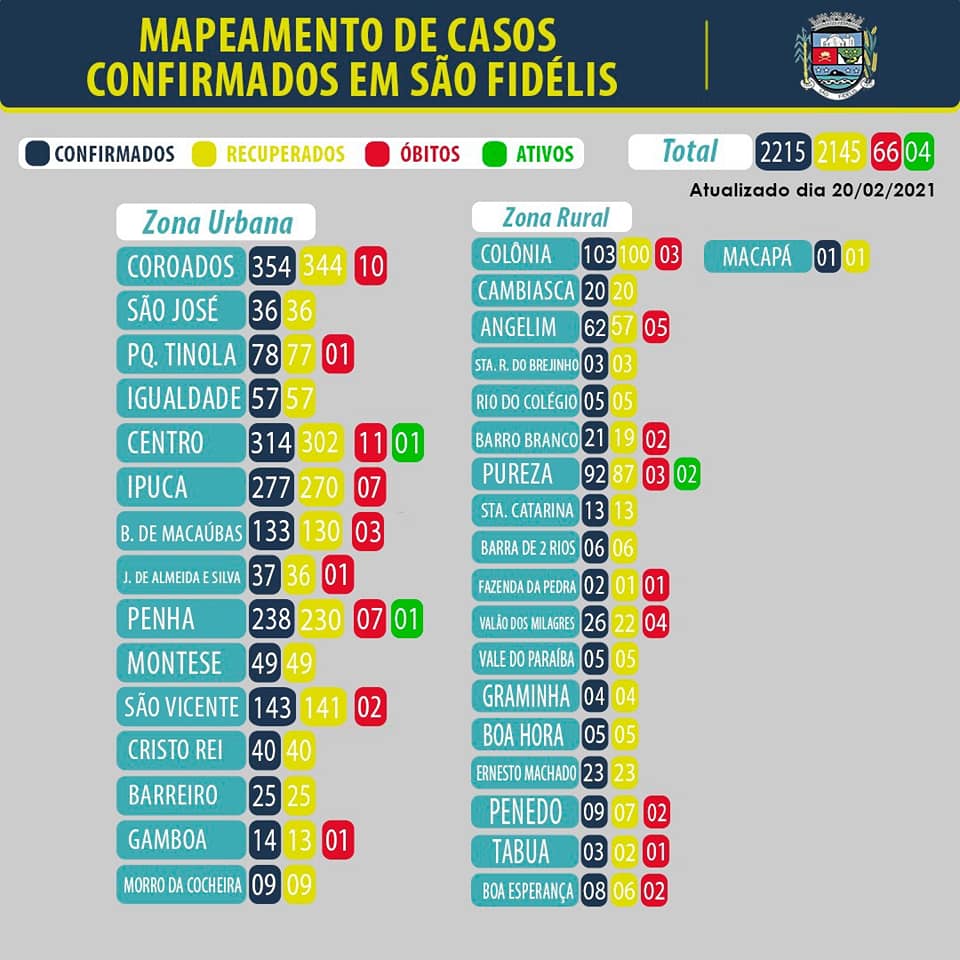 MAPEAMENTO DE CASOS
CONFIRMADOS EM SÃO FIDÉLIS
CONFIRMADOS RECUPERADOS ÓBITOS ATIVOS
Total 2215 2145 66 04
Atualizado dia 20/02/2021
Zona Urbana
COROADOS 354 344 10
SÃO JOSÉ 36 36
PQ. TINOLA 78 77 01
IGUALDADE 57 57
CENTRO 314 302 11 01
IPUCA 277 270 07
B. DE MACAÚBAS 133 130 03
J. DE ALMEIDA E SILVA 37 36 01
PENHA 238 230 07 01
MONTESE 49 49
SÃO VICENTE 143 141 02
CRISTO REI 40 40
BARREIRO 25 25
GAMBOA 14 13 01
MORRO DA COCHEIRA 09 09
Zona Rural
COLÔNIA 103 100 03
CAMBIASCA 20 20
ANGELIM 62 57 05
STA. R. DO BREJINHO 03 03
RIO DO COLÉGIO 05 05
BARRO BRANCO 21 19 02
PUREZA 92 87 03 02
STA. CATARINA 13 13
BARRA DE 2 RIOS 06 06
FAZENDA DA PEDRA 02 01 01
VALÃO DOS MILAGRES 26 22 04
VALE DO PARAÍBA 05 05
GRAMINHA 04 04
BOA HORA 05 05
ERNESTO MACHADO 23 23
PENEDO 09 07 02
TABUA 03 02 01
BOA ESPERANÇA 08 06 02
MACAPÁ 01 01